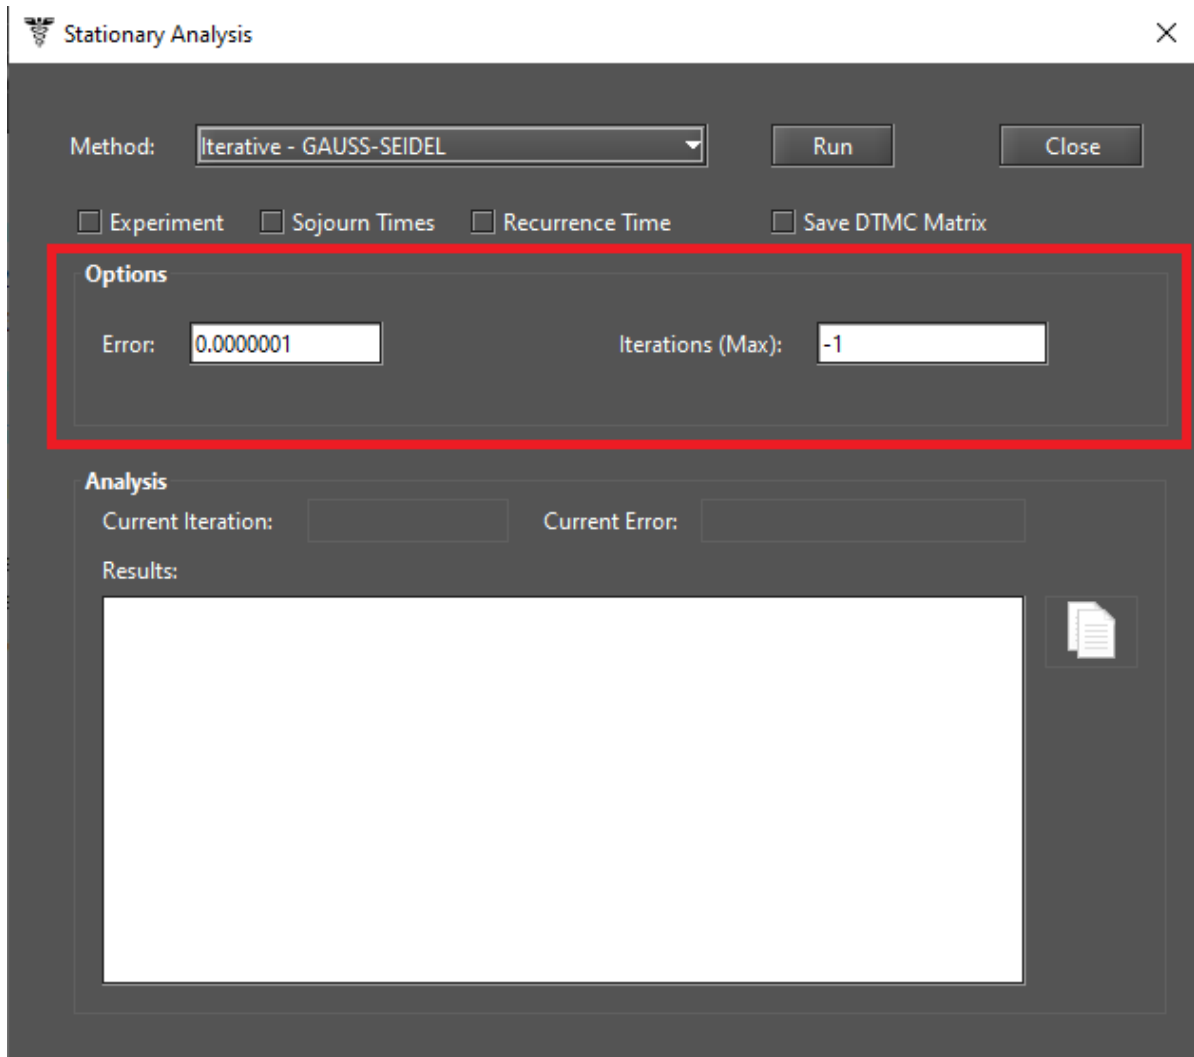 Stationary Analysis
Method: Iterative - GAUSS-SEIDEL Run Close
Experiment Sojourn Times Recurrence Time Save DTMC Matrix
Options
Error: 0.0000001 Iterations (Max): -1
Analysis
Current Iteration: Current Error:
Results: